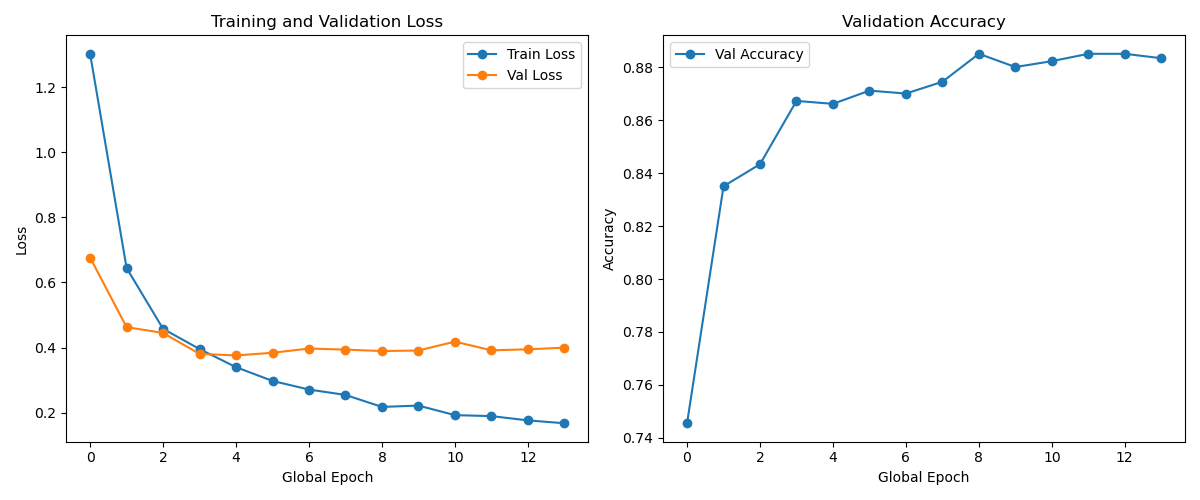 Training and Validation Loss
Train Loss
Val Loss
1.2
1.0
0.8
0.6
0.4
0.2
Loss
0 2 4 6 8 10 12
Global Epoch
Validation Accuracy
Val Accuracy
0.88
0.86
0.84
0.82
0.80
0.78
0.76
0.74
Accuracy
0 2 4 6 8 10 12
Global Epoch